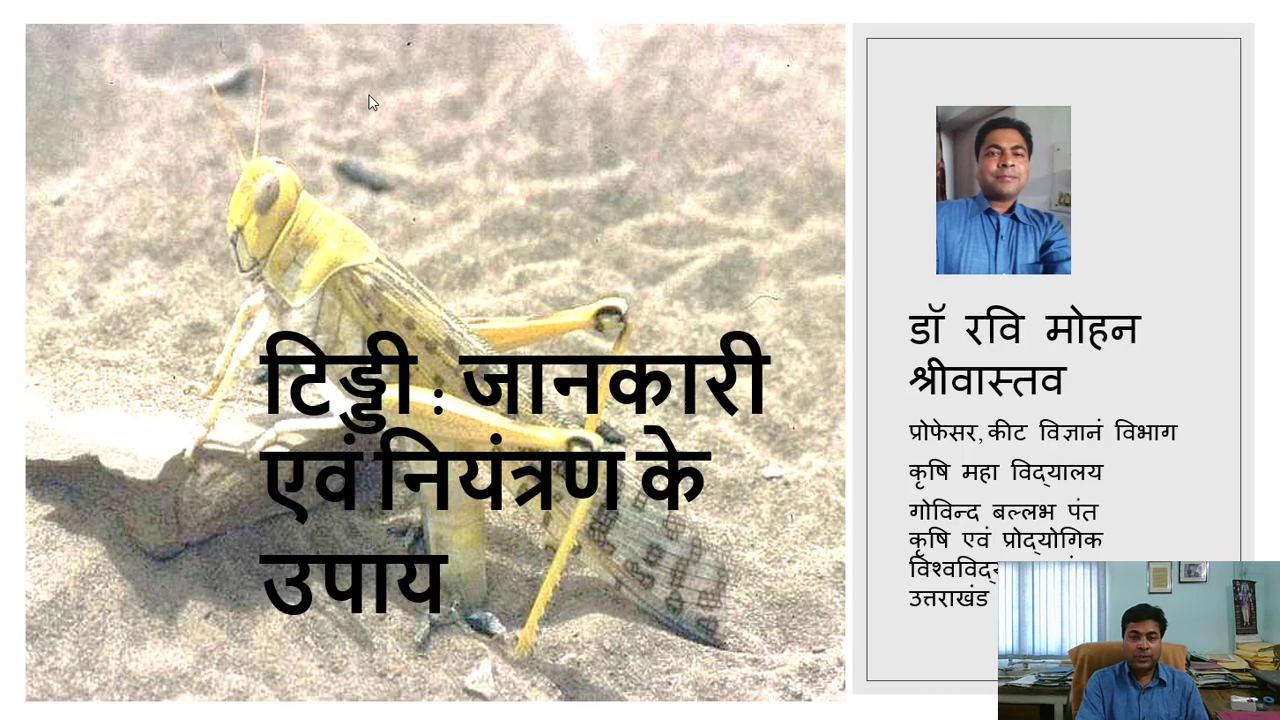 टिड्डी : जानकारी
एवं नियंत्रण के
उपाय
डॉ रवि मोहन
श्रीवास्तव
प्रोफेसर, कीट विज्ञानं विभाग
कृषि महा विद्यालय
गोविन्द बल्लभ पंत
कृषि एवं प्रोद्योगिक
उत्तराखंड